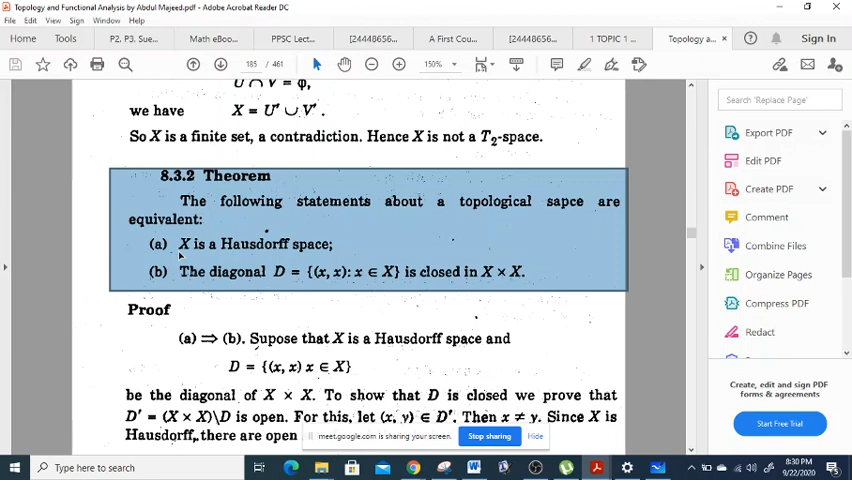 Topology and Functional Analysis by Abdul Majeed.pdf - Adobe Acrobat Reader DC
File Edit View Sign Window Help
Home Tools P2, P3. Sue... Math eBoo... PPSC Lect... [24448656... A First Cou... [24448656... 1 TOPIC 1 ... Topology a... × Sign In
185 / 461 150% Share
U ∩ V = φ,
we have X = U′ ∪ V′ .
So X is a finite set, a contradiction. Hence X is not a T₂-space.
8.3.2 Theorem
The following statements about a topological sapce are
equivalent:
(a) X is a Hausdorff space;
(b) The diagonal D = {(x, x): x ∈ X} is closed in X × X.
Proof
(a) ⇒ (b). Supose that X is a Hausdorff space and
D = {(x, x) x ∈ X}
be the diagonal of X × X. To show that D is closed we prove that
D′ = (X × X)\D is open. For this, let (x, y) ∈ D′. Then x ≠ y. Since X is
Hausdorff, there are open
meet.google.com is sharing your screen. Stop sharing Hide
Search 'Replace Page'
Export PDF
Edit PDF
Create PDF
Comment
Combine Files
Organize Pages
Compress PDF
Redact
Create, edit and sign PDF
forms & agreements
Start Free Trial
Type here to search
8:30 PM
9/22/2020